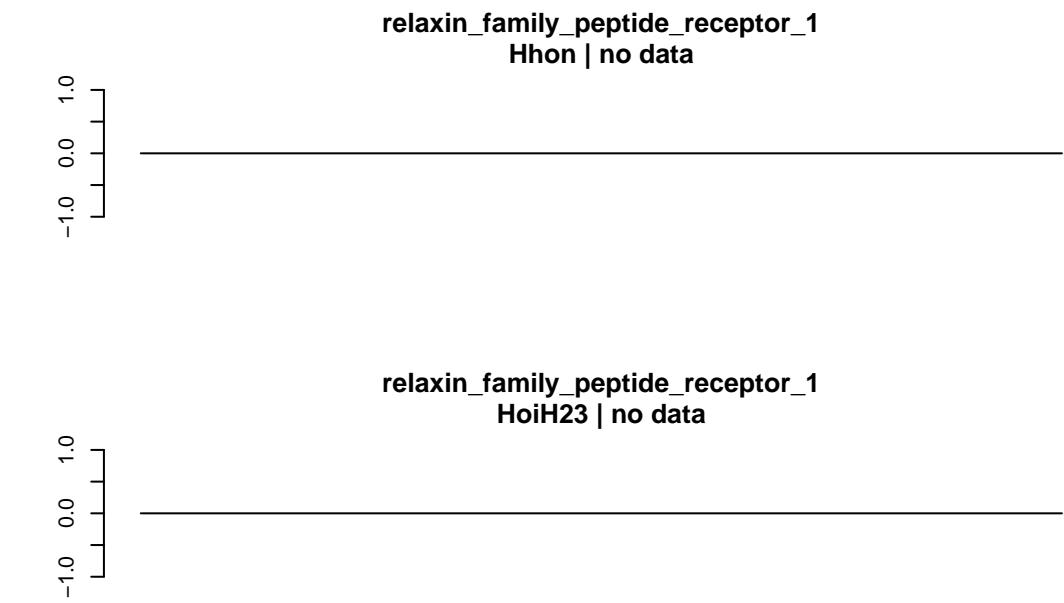 relaxin_family_peptide_receptor_1
Hhon | no data
1.0
0.0
−1.0
relaxin_family_peptide_receptor_1
HoiH23 | no data
1.0
0.0
−1.0